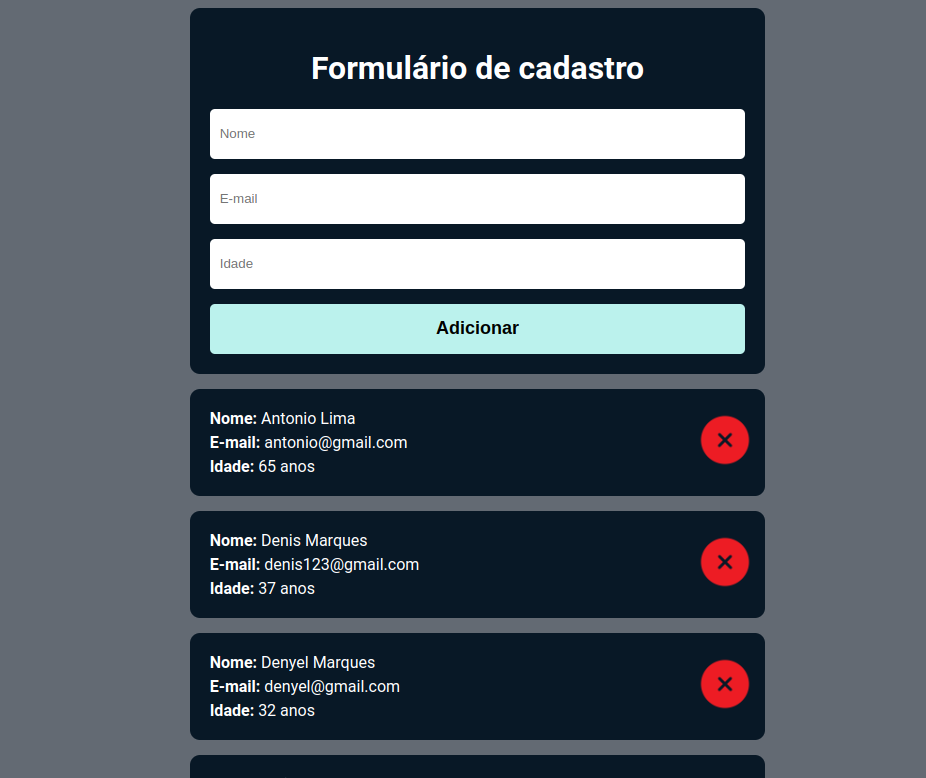 Formulário de cadastro
Nome
E-mail
Idade
Adicionar
Nome: Antonio Lima
E-mail: antonio@gmail.com
Idade: 65 anos
Nome: Denis Marques
E-mail: denis123@gmail.com
Idade: 37 anos
Nome: Denyel Marques
E-mail: denyel@gmail.com
Idade: 32 anos